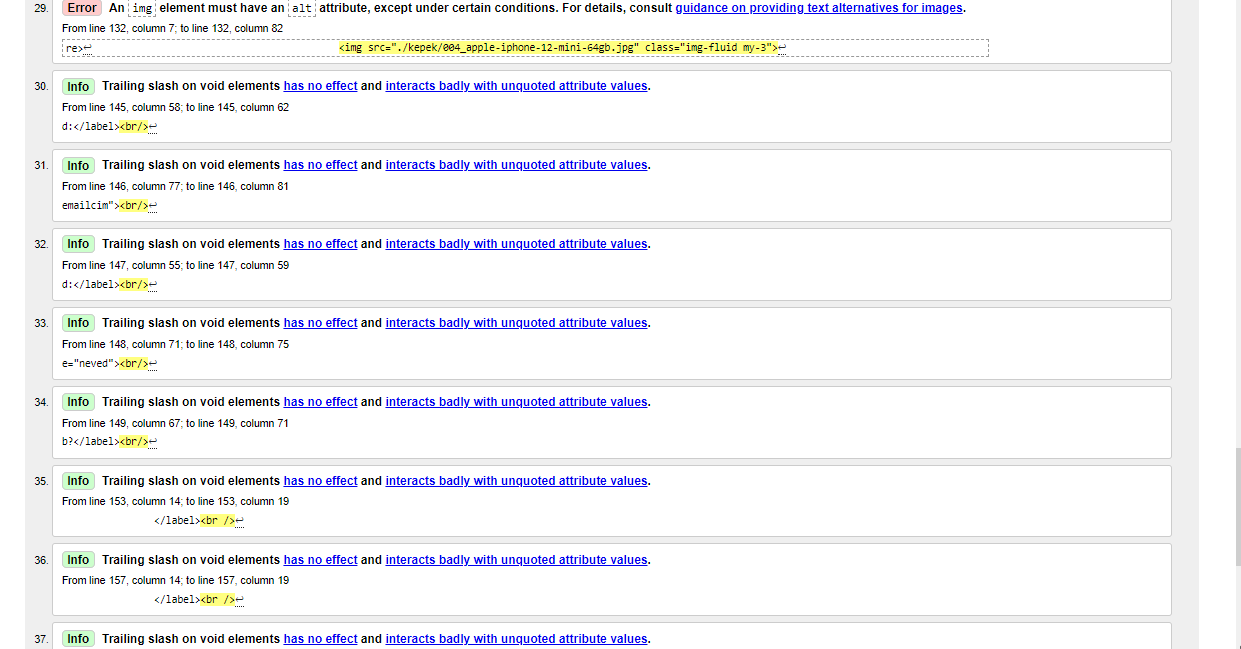 29. Error An img element must have an alt attribute, except under certain conditions. For details, consult guidance on providing text alternatives for images.
From line 132, column 7; to line 132, column 82
re>↩ <img src="./kepek/004_apple-iphone-12-mini-64gb.jpg" class="img-fluid my-3">↩
30. Info Trailing slash on void elements has no effect and interacts badly with unquoted attribute values.
From line 145, column 58; to line 145, column 62
d:</label><br/>↩
31. Info Trailing slash on void elements has no effect and interacts badly with unquoted attribute values.
From line 146, column 77; to line 146, column 81
emailcim"><br/>↩
32. Info Trailing slash on void elements has no effect and interacts badly with unquoted attribute values.
From line 147, column 55; to line 147, column 59
d:</label><br/>↩
33. Info Trailing slash on void elements has no effect and interacts badly with unquoted attribute values.
From line 148, column 71; to line 148, column 75
e="neved"><br/>↩
34. Info Trailing slash on void elements has no effect and interacts badly with unquoted attribute values.
From line 149, column 67; to line 149, column 71
b?</label><br/>↩
35. Info Trailing slash on void elements has no effect and interacts badly with unquoted attribute values.
From line 153, column 14; to line 153, column 19
</label><br />↩
36. Info Trailing slash on void elements has no effect and interacts badly with unquoted attribute values.
From line 157, column 14; to line 157, column 19
</label><br />↩
37. Info Trailing slash on void elements has no effect and interacts badly with unquoted attribute values.